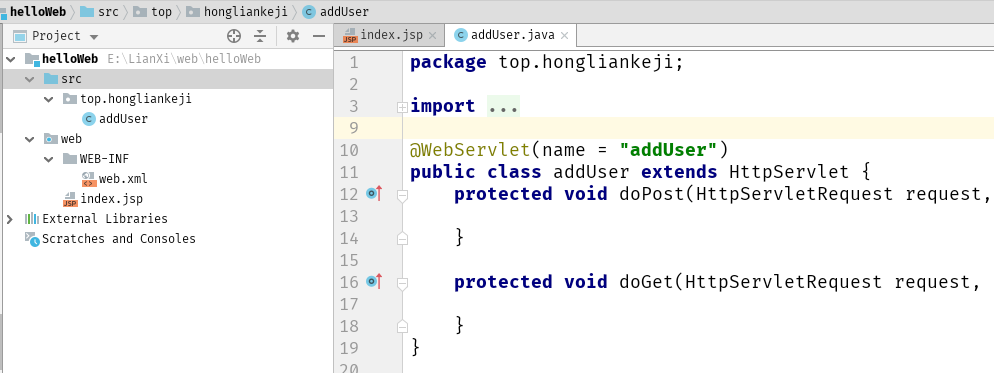 helloWeb src top hongliankeji addUser
Project
index.jsp addUser.java
helloWeb E:\LianXi\web\helloWeb
src
top.hongliankeji
addUser
web
WEB-INF
web.xml
index.jsp
External Libraries
Scratches and Consoles
1 package top.hongliankeji;
2
3 import ...
9
10 @WebServlet(name = "addUser")
11 public class addUser extends HttpServlet {
12 protected void doPost(HttpServletRequest request,
13
14 }
15
16 protected void doGet(HttpServletRequest request,
17
18 }
19 }
20